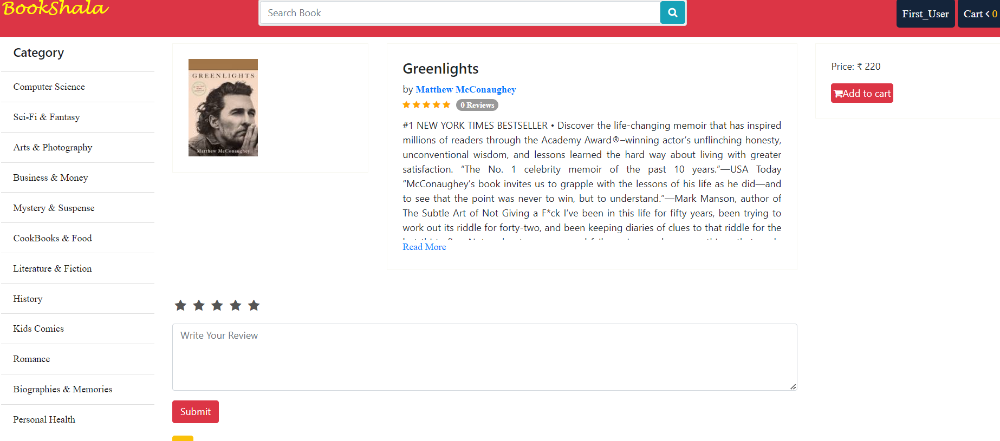 BookShala
Search Book
First_User
Cart < 0
Category
Computer Science
Sci-Fi & Fantasy
Arts & Photography
Business & Money
Mystery & Suspense
CookBooks & Food
Literature & Fiction
History
Kids Comics
Romance
Biographies & Memories
Personal Health
GREENLIGHTS
Matthew McConaughey
Greenlights
by Matthew McConaughey
0 Reviews
#1 NEW YORK TIMES BESTSELLER • Discover the life-changing memoir that has inspired
millions of readers through the Academy Award®–winning actor’s unflinching honesty,
unconventional wisdom, and lessons learned the hard way about living with greater
satisfaction. “The No. 1 celebrity memoir of the past 10 years.”—USA Today
“McConaughey’s book invites us to grapple with the lessons of his life as he did—and
to see that the point was never to win, but to understand.”—Mark Manson, author of
The Subtle Art of Not Giving a F*ck I’ve been in this life for fifty years, been trying to
work out its riddle for forty-two, and been keeping diaries of clues to that riddle for the
Read More
Price: ₹ 220
Add to cart
Write Your Review
Submit